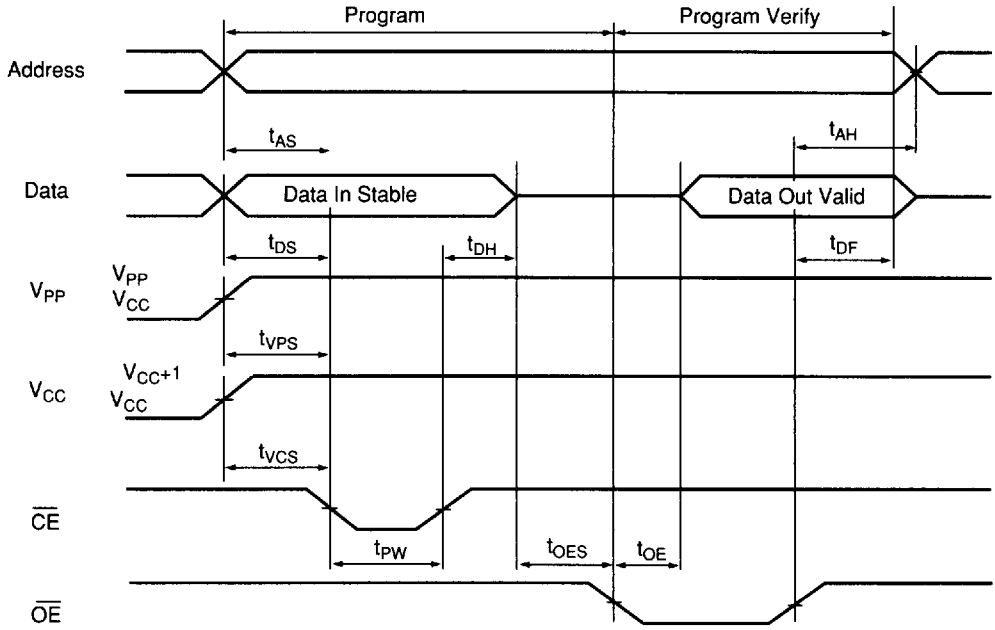 Program
Program Verify
Address
tAS
tAH
Data
Data In Stable
Data Out Valid
tDS
tDH
tDF
VPP
VPP
VCC
tVPS
VCC
VCC+1
VCC
tVCS
CE
tPW
tOES
tOE
OE